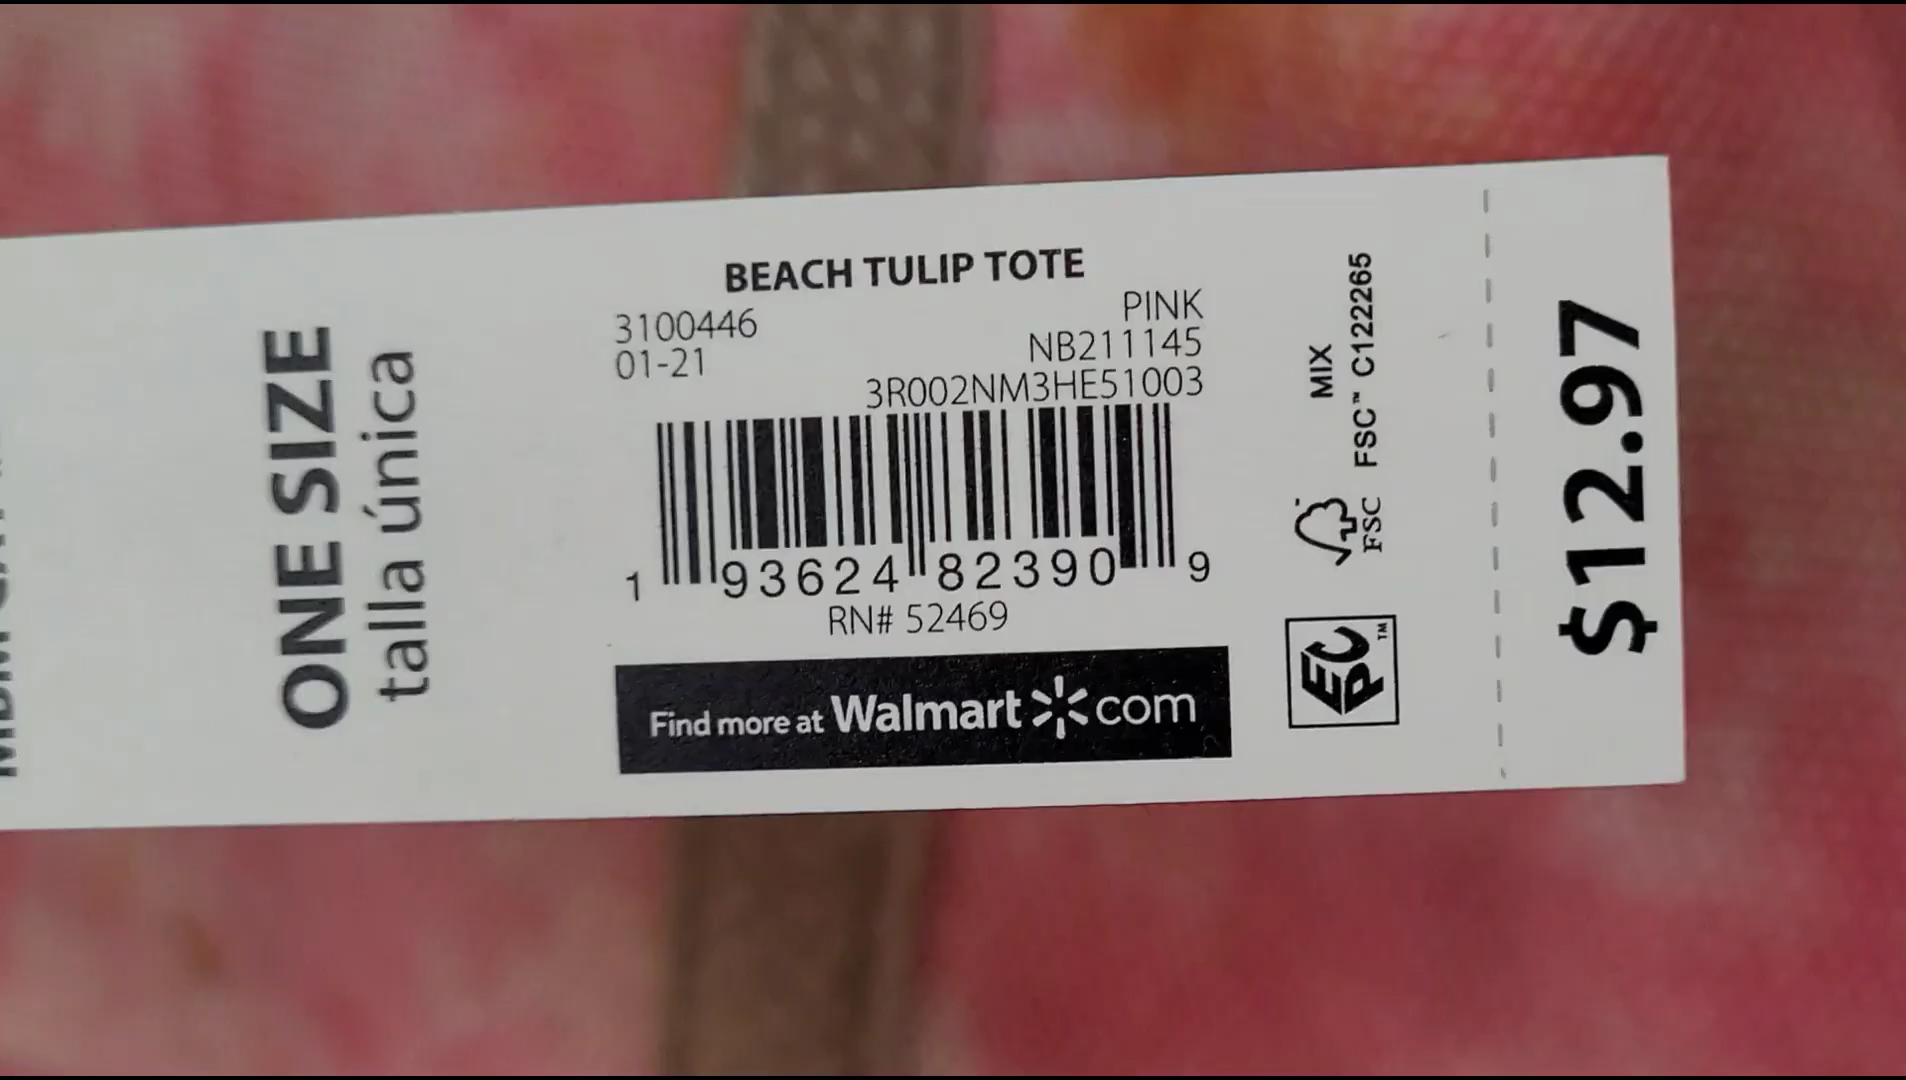 ONE SIZE
talla única
BEACH TULIP TOTE
3100446
PINK
01-21
NB211145
3R002NM3HE51003
1 93624 82390 9
RN# 52469
Find more at Walmart com
MIX
FSC™ C122265
FSC
EPC™
$12.97